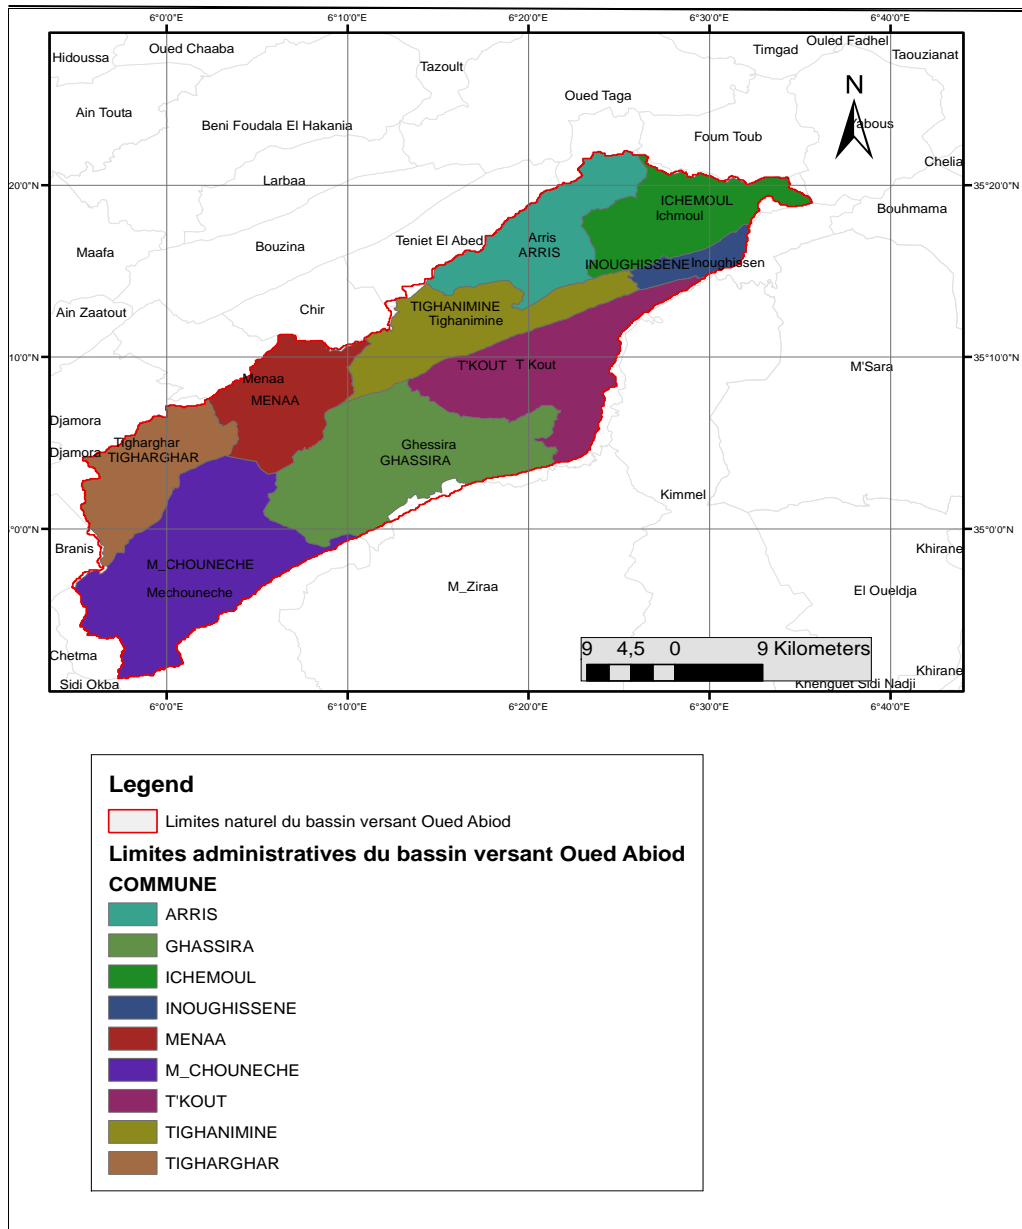 6°0'0"E 6°10'0"E 6°20'0"E 6°30'0"E 6°40'0"E
Ouled Fadhel
Hidoussa
Oued Chaaba
Timgad
Taouzianat
Tazoult
N
Oued Taga
Ain Touta
Beni Foudala El Hakania
Yabous
Foum Toub
Chelia
Larbaa
20'0"N
35°20'0"N
ICHEMOUL
Ichmoul
Bouhmama
Teniet El Abed
Arris
ARRIS
Bouzina
Maafa
INOUGHISSENE
Inoughissen
TIGHANIMINE
Tighanimine
Ain Zaatout
Chir
10'0"N
35°10'0"N
T'KOUT
T Kout
M'Sara
Menaa
MENAA
Djamora
Tigharghar
TIGHARGHAR
Djamora
Ghessira
GHASSIRA
Kimmel
°0'0"N
35°0'0"N
Branis
Khirane
M_CHOUNECHE
Mechouneche
M_Ziraa
El Oueldja
Chetma
9 4,5 0 9 Kilometers
Khirane
Sidi Okba
Khenguet Sidi Nadji
6°0'0"E 6°10'0"E 6°20'0"E 6°30'0"E 6°40'0"E
Legend
Limites naturel du bassin versant Oued Abiod
Limites administratives du bassin versant Oued Abiod
COMMUNE
ARRIS
GHASSIRA
ICHEMOUL
INOUGHISSENE
MENAA
M_CHOUNECHE
T'KOUT
TIGHANIMINE
TIGHARGHAR